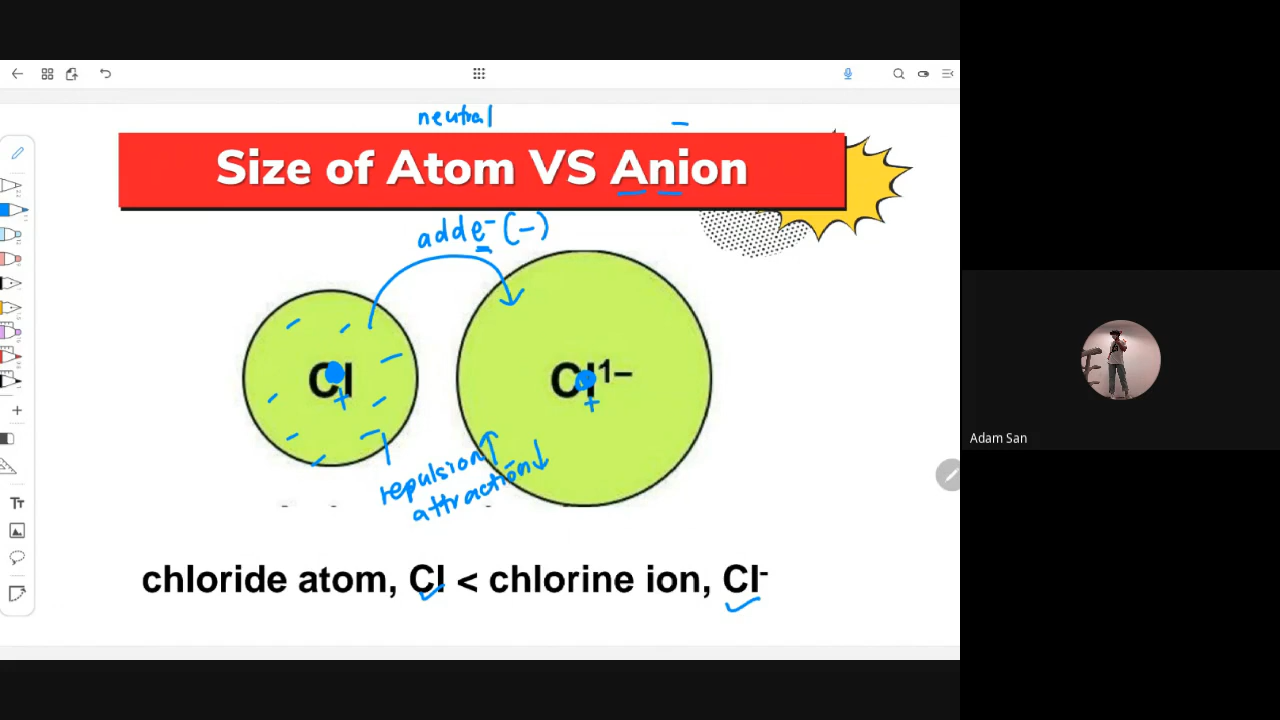 neutral −
Size of Atom VS Anion
add e⁻ (−)
Cl
+
Cl¹⁻
+
repulsion ↑
attraction ↓
chloride atom, Cl < chlorine ion, Cl⁻
Tт
Adam San